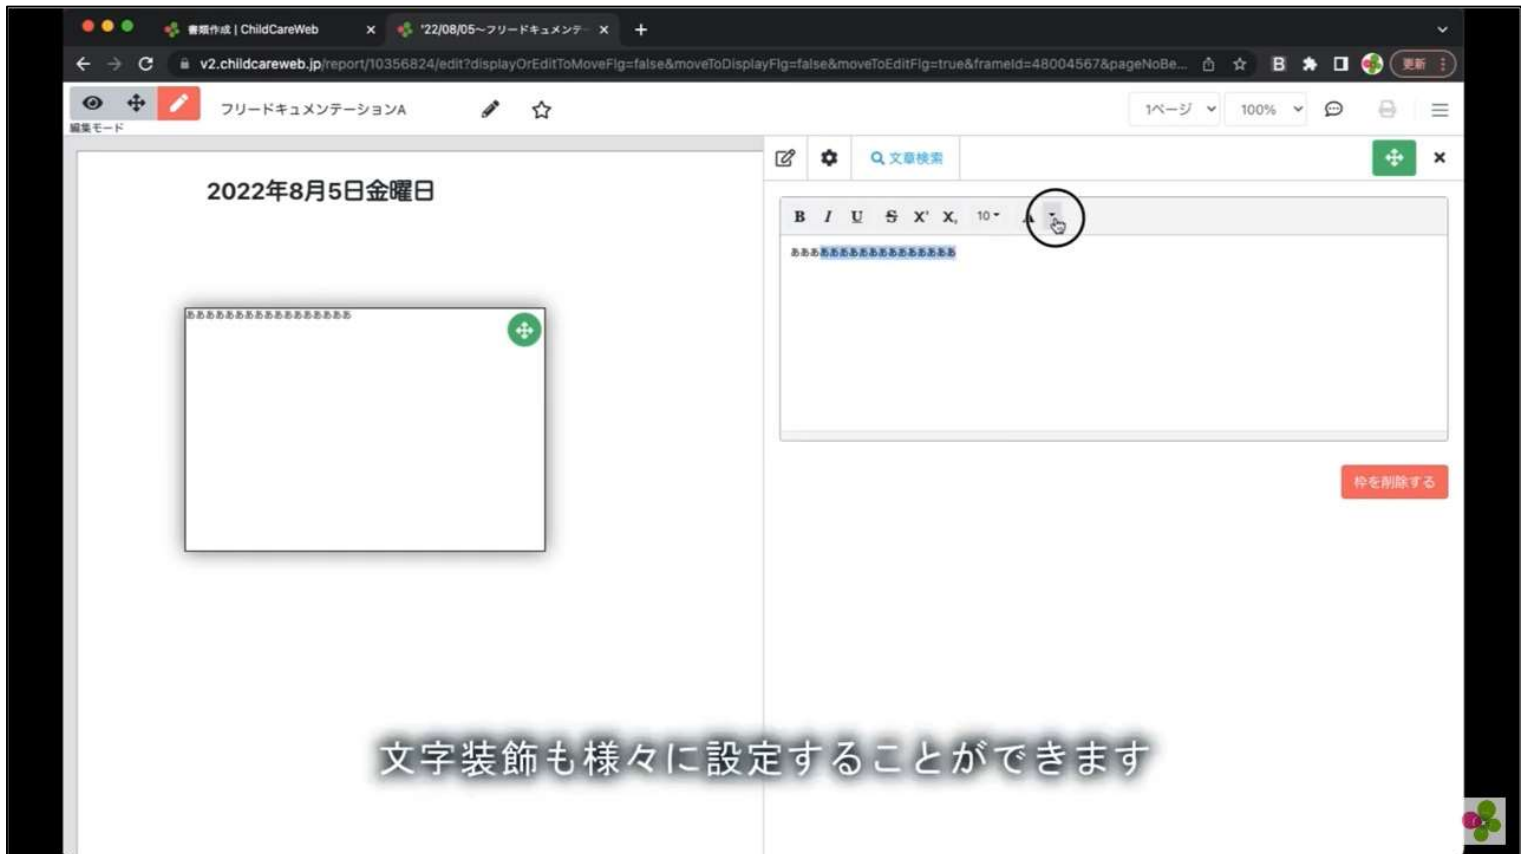 書類作成 | ChildCareWeb
'22/08/05~フリードキュメンテー
v2.childcareweb.jp/report/10356824/edit?displayOrEditToMoveFlg=false&moveToDisplayFlg=false&moveToEditFlg=true&frameId=48004567&pageNoBe...
更新
編集モード
フリードキュメンテーションA
1ページ
100%
文章検索
2022年8月5日金曜日
B I U S X' X, 10 A
あああああああああああああああああ
あああああああああああああああああ
枠を削除する
文字装飾も様々に設定することができます